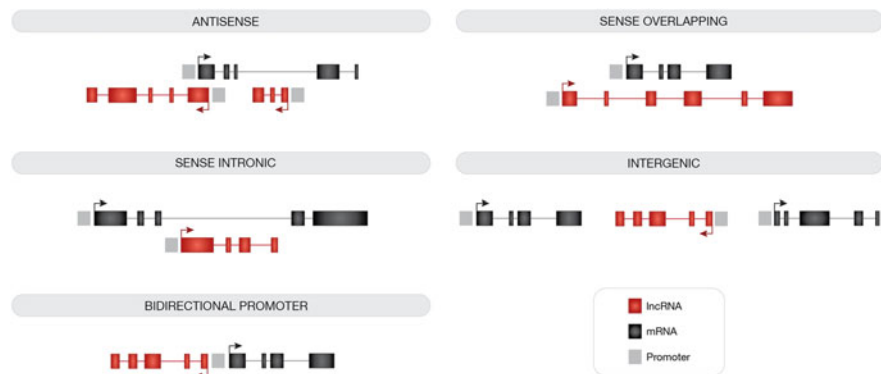 ANTISENSE
SENSE OVERLAPPING
SENSE INTRONIC
INTERGENIC
BIDIRECTIONAL PROMOTER
lncRNA
mRNA
Promoter